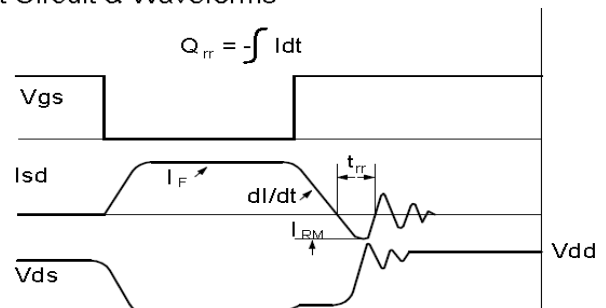 t Circuit & Waveforms
Q rr = -∫ Idt
Vgs
Isd
I F
dI/dt
t rr
I RM
Vdd
Vds